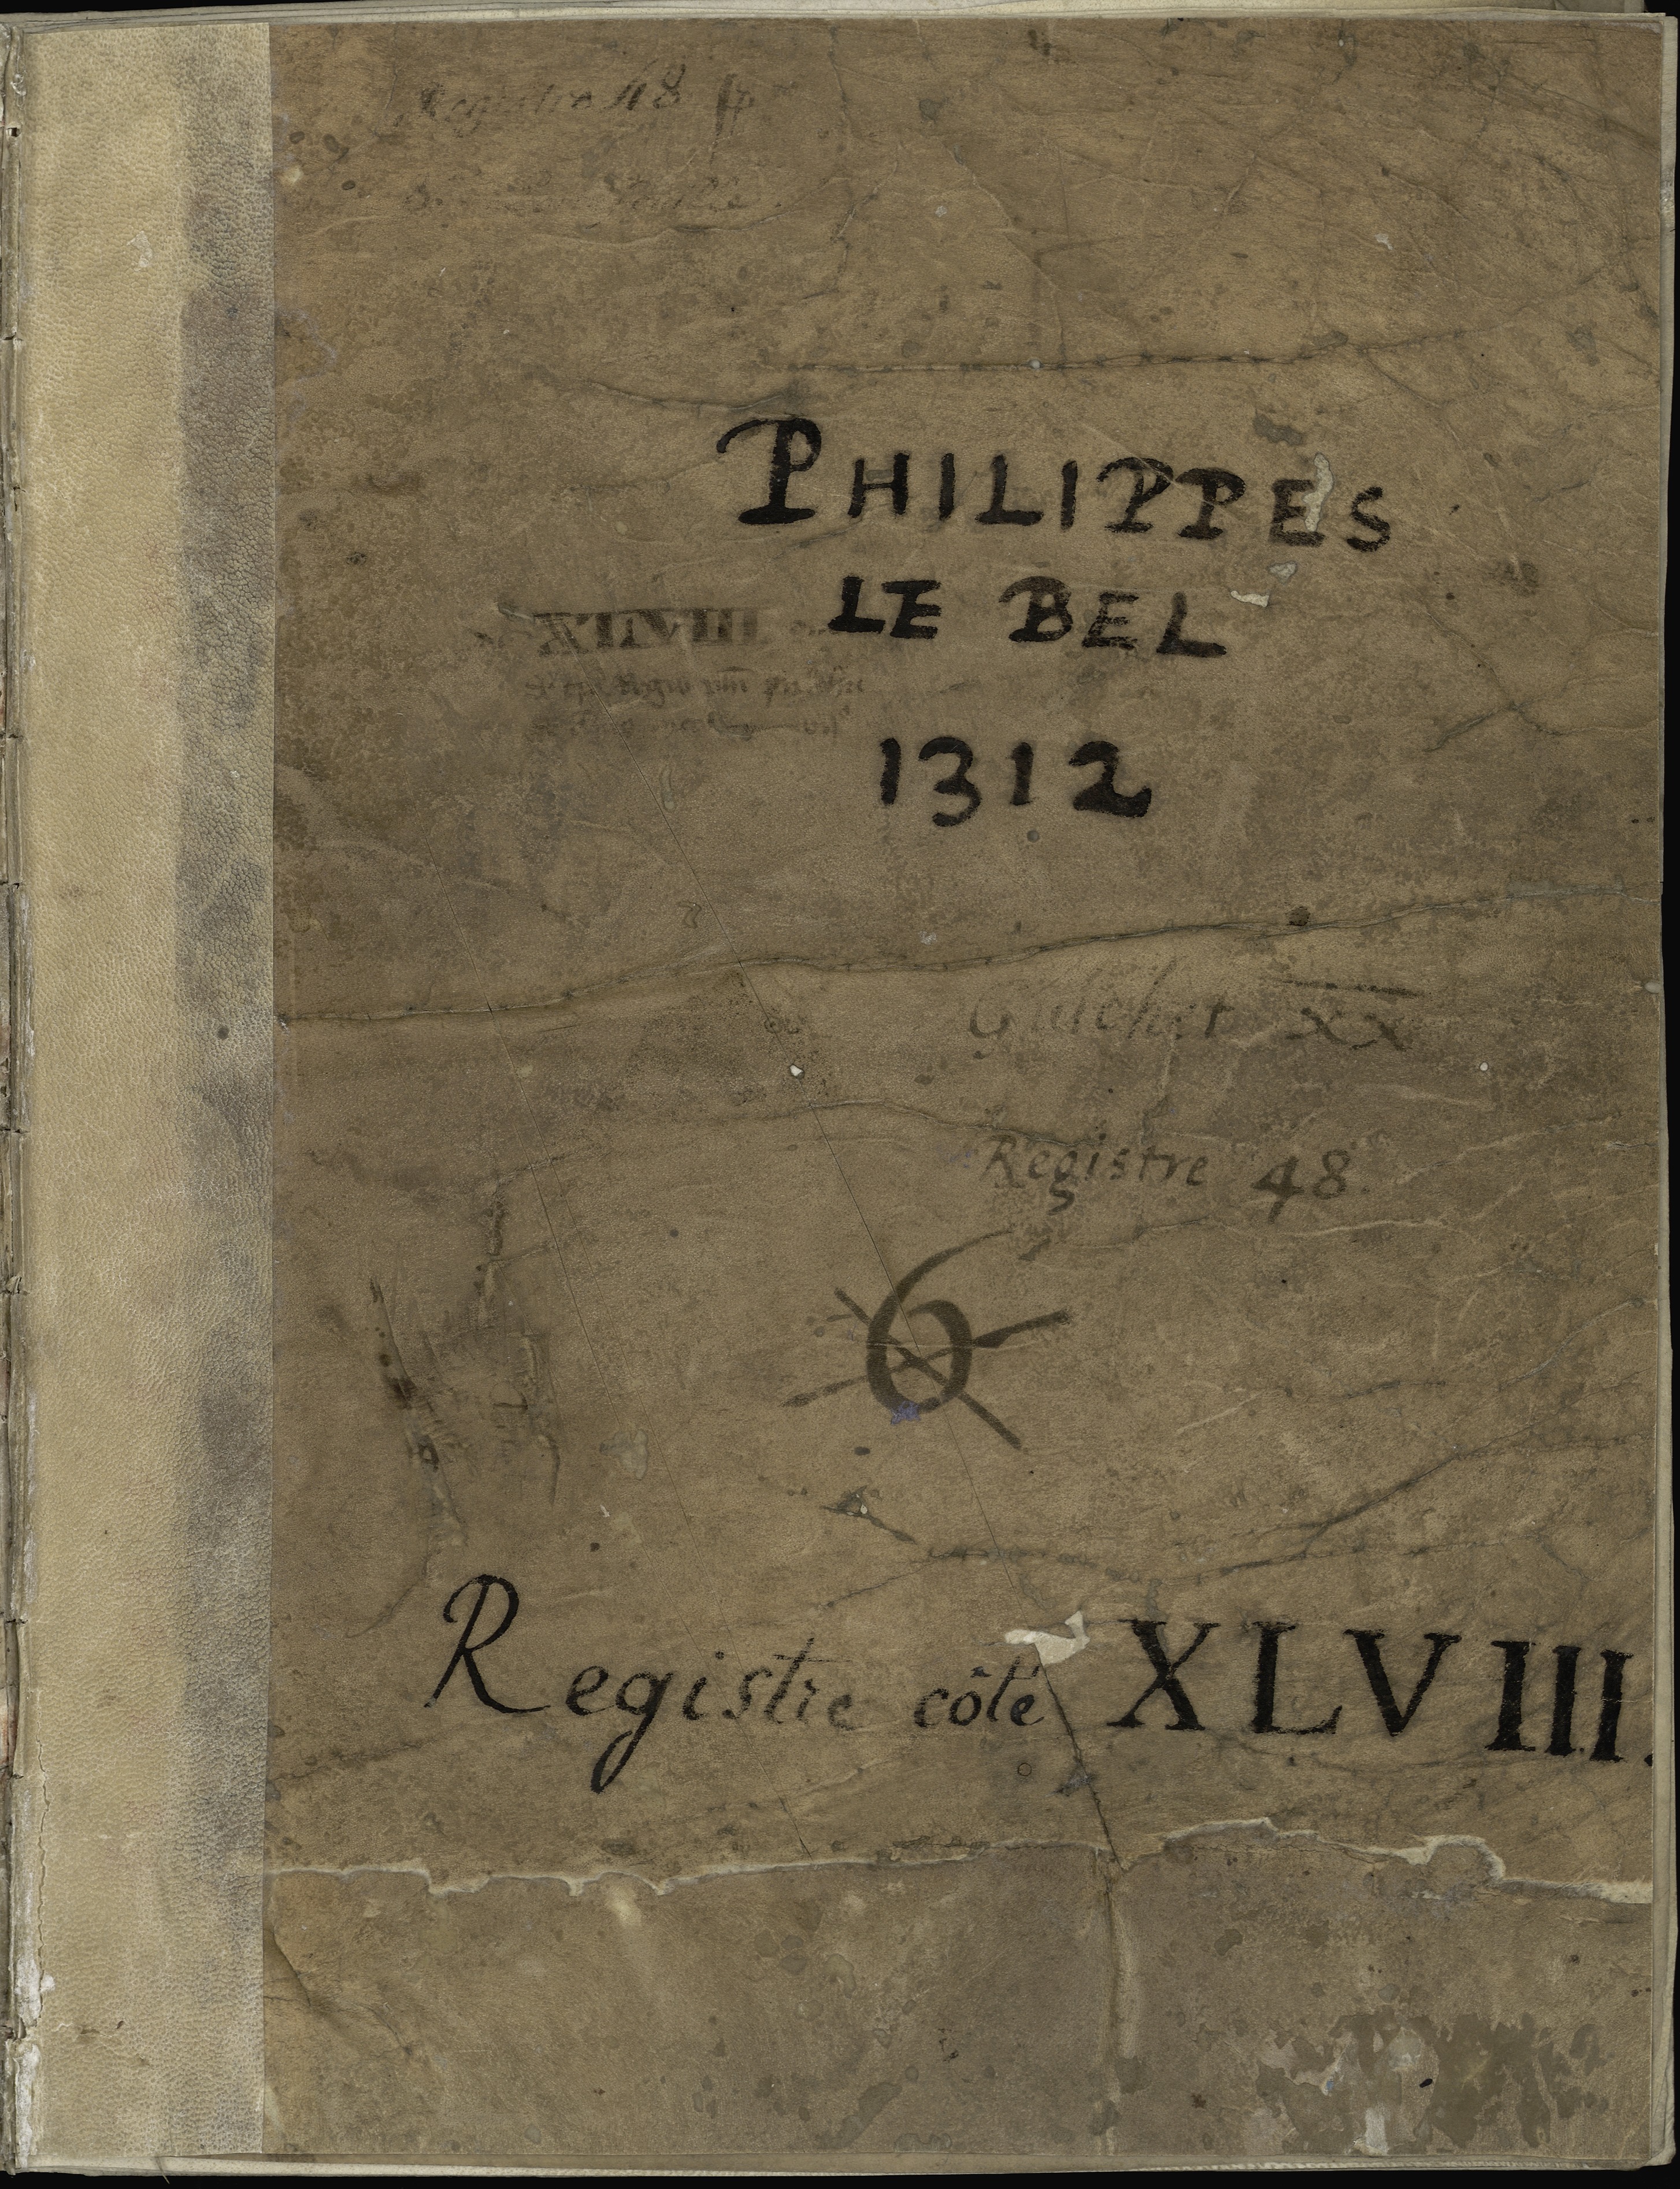 Registre 48
PHILIPPES
LE BEL
XLVIII
1312
Guichet XX
Registre 48.
6
Registre côté XLVIII.